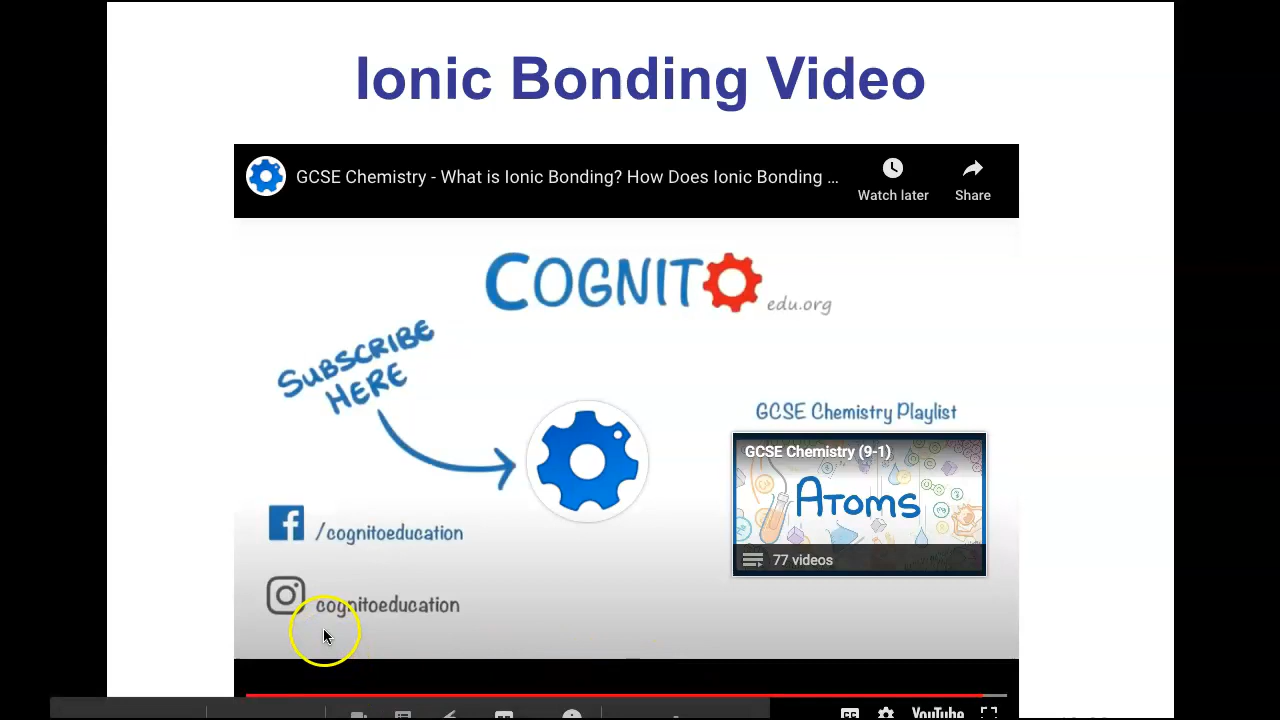 Ionic Bonding Video
GCSE Chemistry - What is Ionic Bonding? How Does Ionic Bonding ...
Watch later
Share
COGNITO
edu.org
SUBSCRIBE
HERE
GCSE Chemistry Playlist
GCSE Chemistry (9-1)
ATOMS
77 videos
/cognitoeducation
cognitoeducation
CC
YouTube